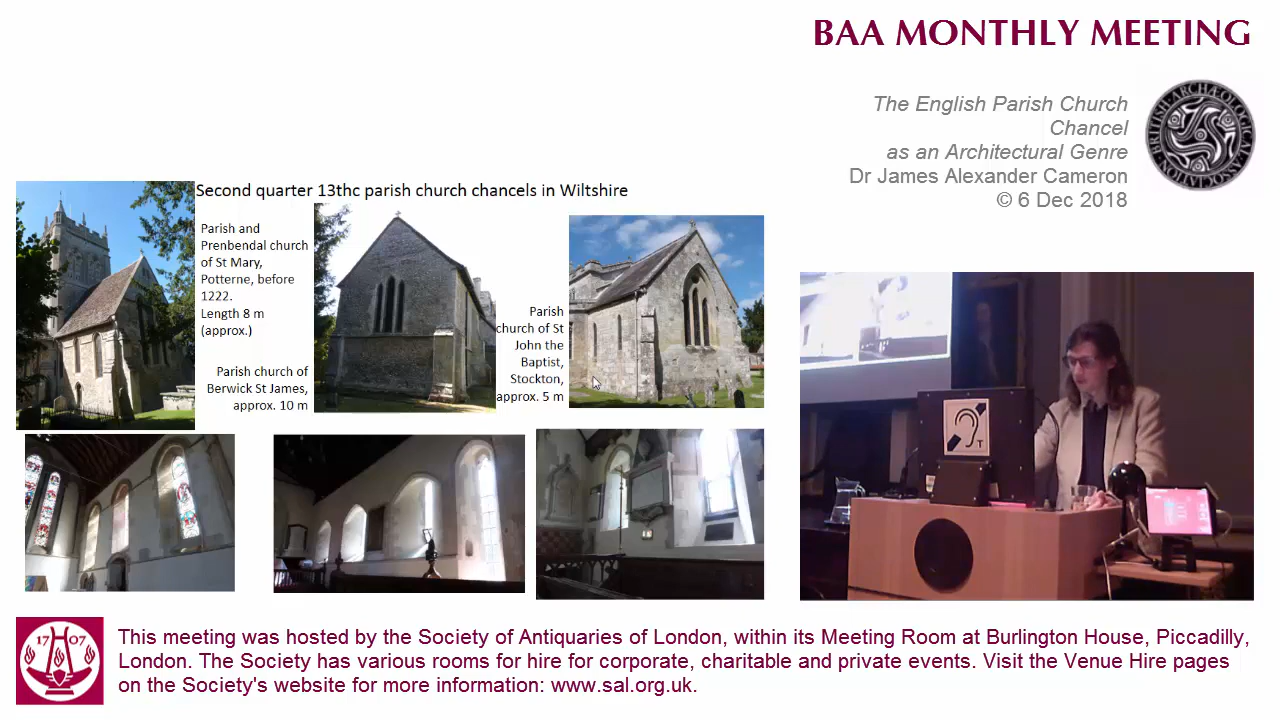 BAA MONTHLY MEETING
The English Parish Church
Chancel
as an Architectural Genre
Dr James Alexander Cameron
© 6 Dec 2018
BRITISH·ARCHÆOLOGICAL·ASSOCIATION
Second quarter 13thc parish church chancels in Wiltshire
Parish and
Prenbendal church
of St Mary,
Potterne, before
1222.
Length 8 m
(approx.)
Parish church of
Berwick St James,
approx. 10 m
Parish
church of St
John the
Baptist,
Stockton,
approx. 5 m
T
1707
This meeting was hosted by the Society of Antiquaries of London, within its Meeting Room at Burlington House, Piccadilly,
London. The Society has various rooms for hire for corporate, charitable and private events. Visit the Venue Hire pages
on the Society's website for more information: www.sal.org.uk.